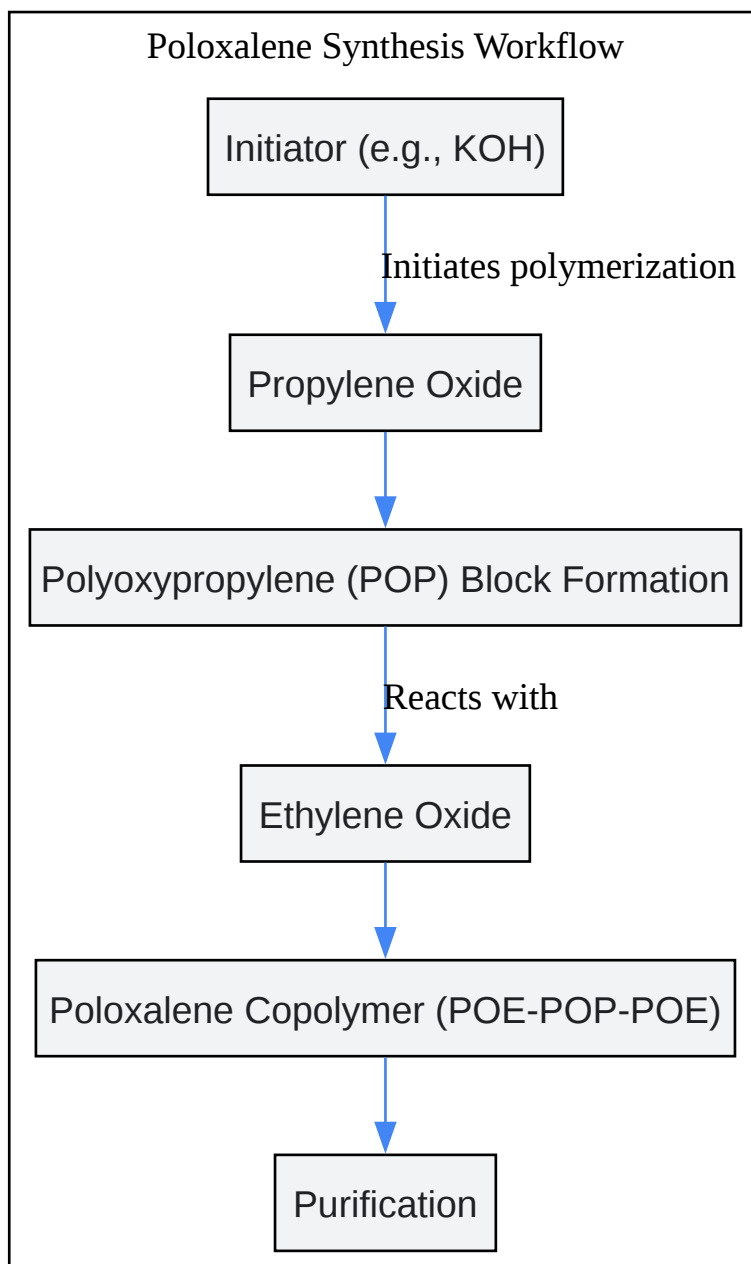 Poloxalene Synthesis Workflow
Initiator (e.g., KOH)
Initiates polymerization
Propylene Oxide
Polyoxypropylene (POP) Block Formation
Reacts with
Ethylene Oxide
Poloxalene Copolymer (POE-POP-POE)
Purification